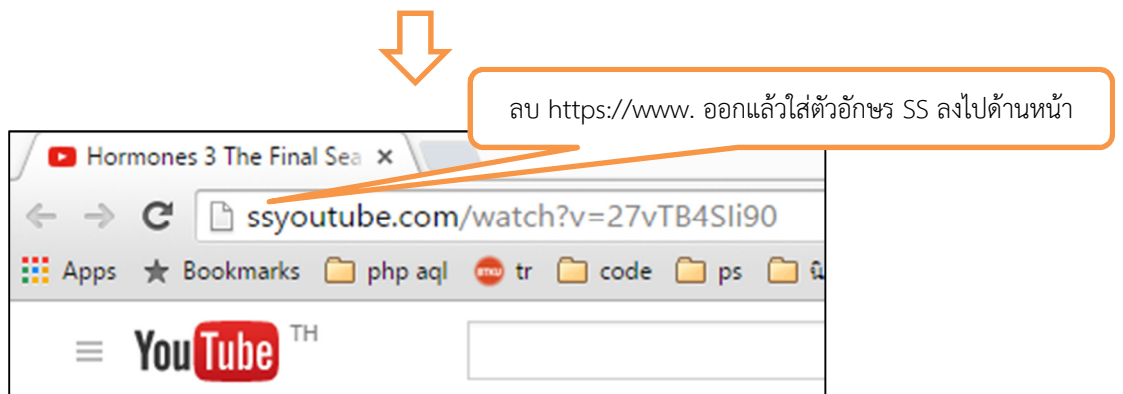 ลบ https://www. ออกแล้วใส่ตัวอักษร SS ลงไปด้านหน้า
Hormones 3 The Final Sea
ssyoutube.com/watch?v=27vTB4SIi90
Apps Bookmarks php aql BTKU tr code ps
YouTube TH